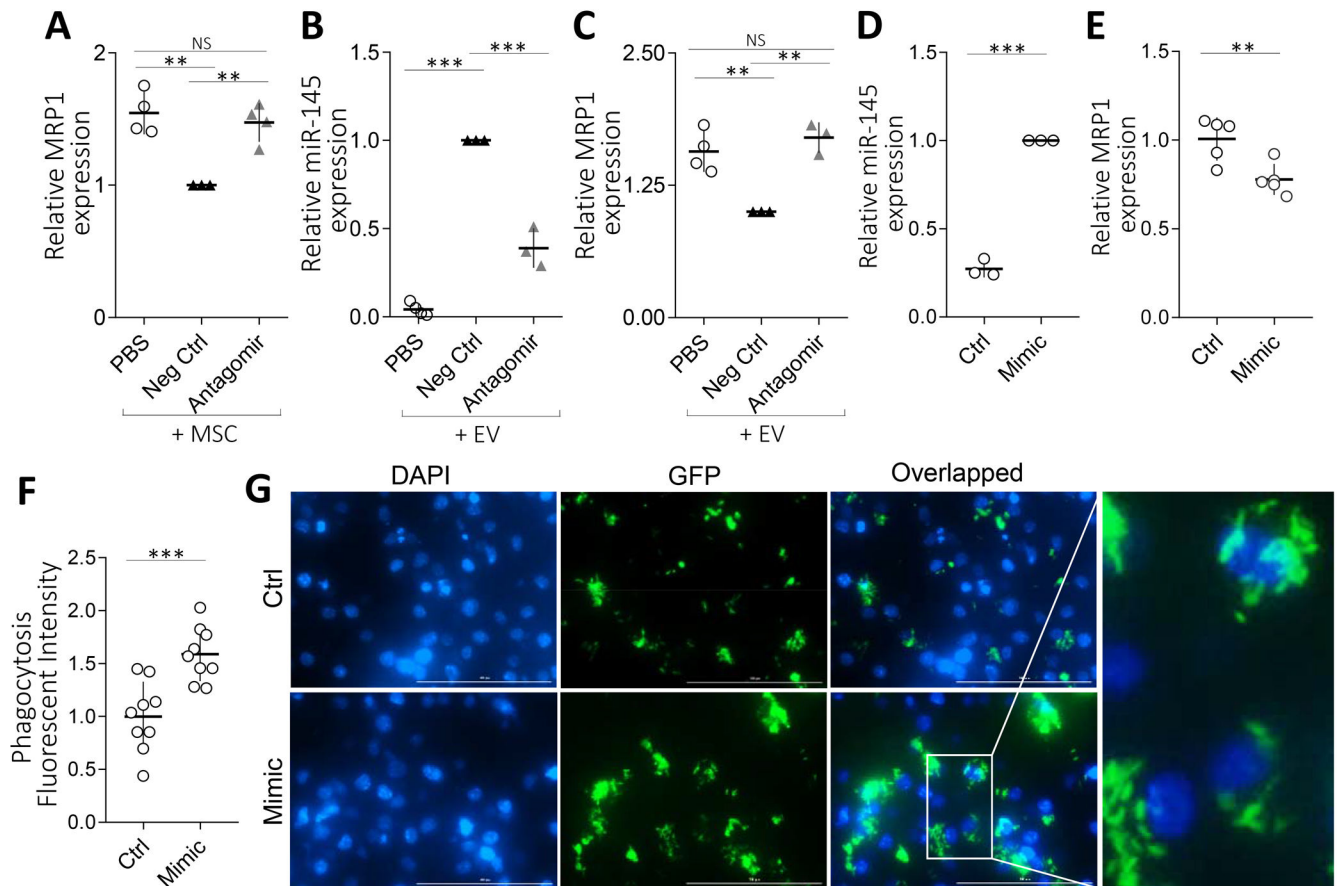 A
Relative MRP1
expression
2
1
0
NS
**
**
PBS
Neg Ctrl
Antagomir
+ MSC
B
Relative miR-145
expression
1.5
1.0
0.5
0.0
***
***
PBS
Neg Ctrl
Antagomir
+ EV
C
Relative MRP1
expression
2.50
1.25
0.00
NS
**
**
PBS
Neg Ctrl
Antagomir
+ EV
D
Relative miR-145
expression
1.5
1.0
0.5
0.0
***
Ctrl
Mimic
E
Relative MRP1
expression
1.5
1.0
0.5
0.0
**
Ctrl
Mimic
F
Phagocytosis
Fluorescent Intensity
2.5
2.0
1.5
1.0
0.5
0.0
***
Ctrl
Mimic
G
DAPI
GFP
Overlapped
Ctrl
Mimic